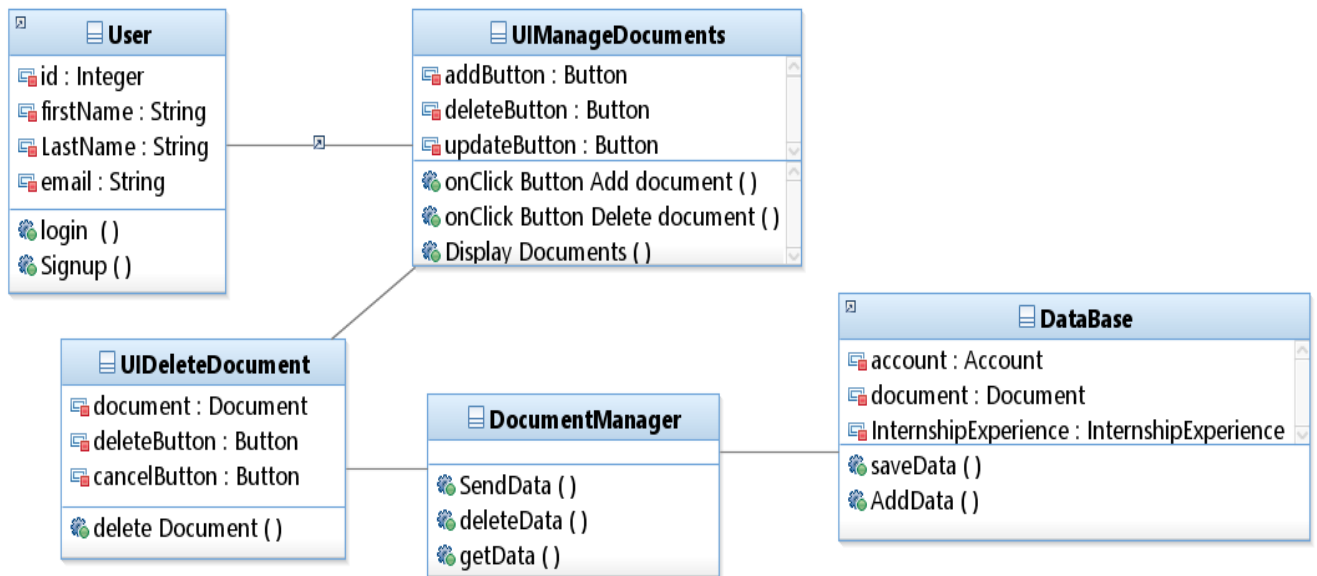 User
id : Integer
firstName : String
LastName : String
email : String
login ( )
Signup ( )
UIManageDocuments
addButton : Button
deleteButton : Button
updateButton : Button
onClick Button Add document ( )
onClick Button Delete document ( )
Display Documents ( )
UIDeleteDocument
document : Document
deleteButton : Button
cancelButton : Button
delete Document ( )
DocumentManager
SendData ( )
deleteData ( )
getData ( )
DataBase
account : Account
document : Document
InternshipExperience : InternshipExperience
saveData ( )
AddData ( )